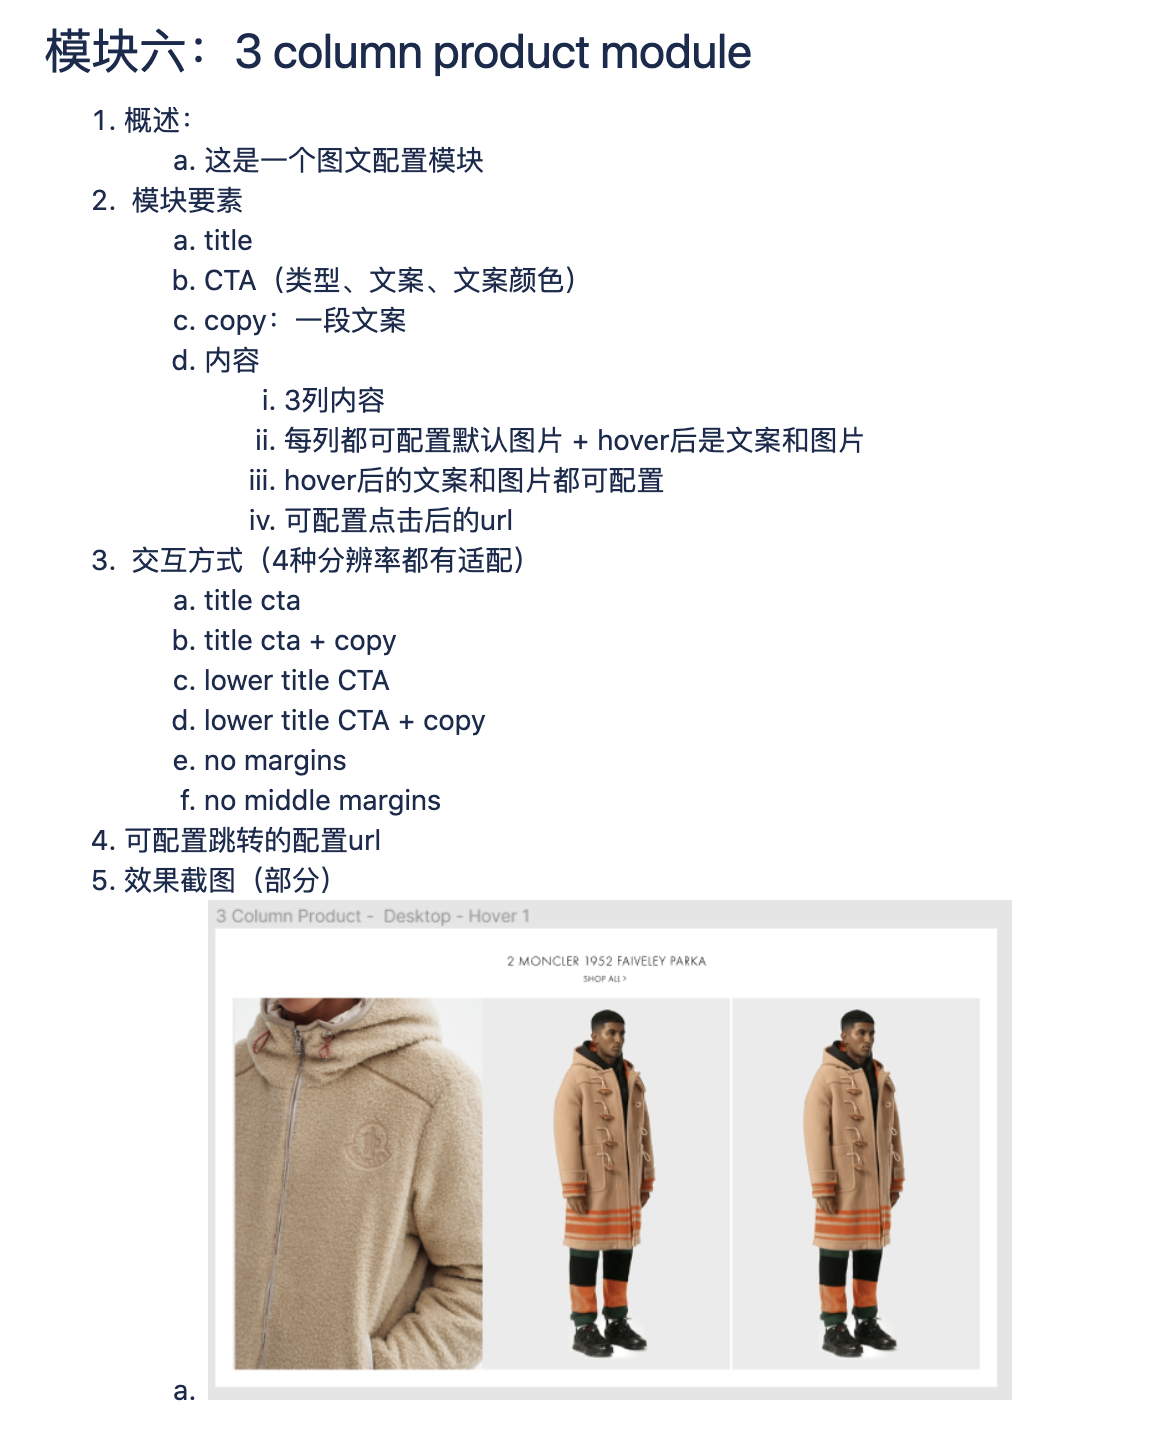 模块六：3 column product module
1. 概述：
a. 这是一个图文配置模块
2. 模块要素
a. title
b. CTA（类型、文案、文案颜色）
c. copy：一段文案
d. 内容
i. 3列内容
ii. 每列都可配置默认图片 + hover后是文案和图片
iii. hover后的文案和图片都可配置
iv. 可配置点击后的url
3. 交互方式（4种分辨率都有适配）
a. title cta
b. title cta + copy
c. lower title CTA
d. lower title CTA + copy
e. no margins
f. no middle margins
4. 可配置跳转的配置url
5. 效果截图（部分）
3 Column Product - Desktop - Hover 1
2 MONCLER 1952 FAIVELEY PARKA
SHOP ALL >
a.